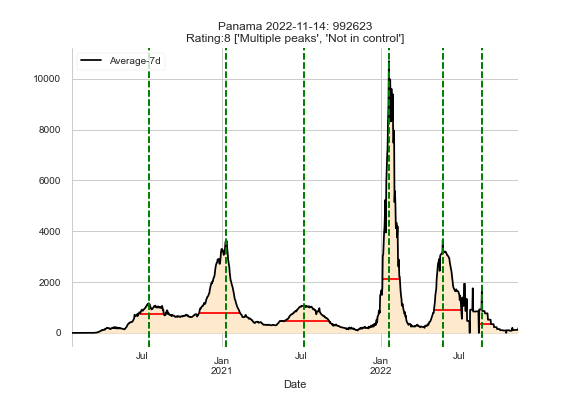 Panama 2022-11-14: 992623
Rating:8 ['Multiple peaks', 'Not in control']
Average-7d
10000
8000
6000
4000
2000
0
Jul
Jan
2021
Jul
Jan
2022
Jul
Date